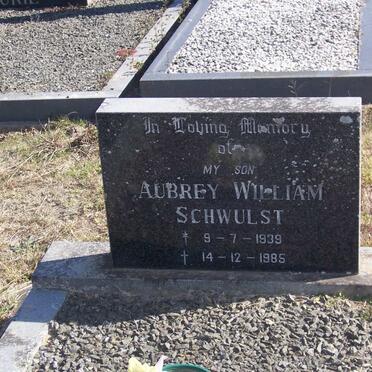 In Loving Memory
of
MY SON
AUBREY WILLIAM
SCHWULST
* 9-7-1939
† 14-12-1985